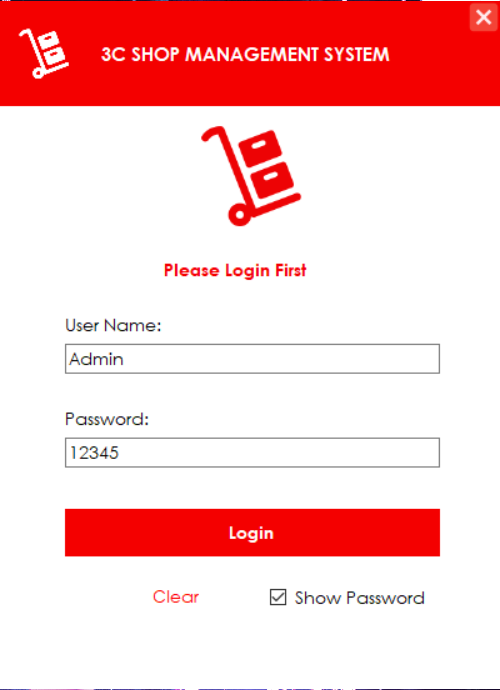 3C SHOP MANAGEMENT SYSTEM
Please Login First
User Name:
Admin
Password:
12345
Login
Clear
Show Password